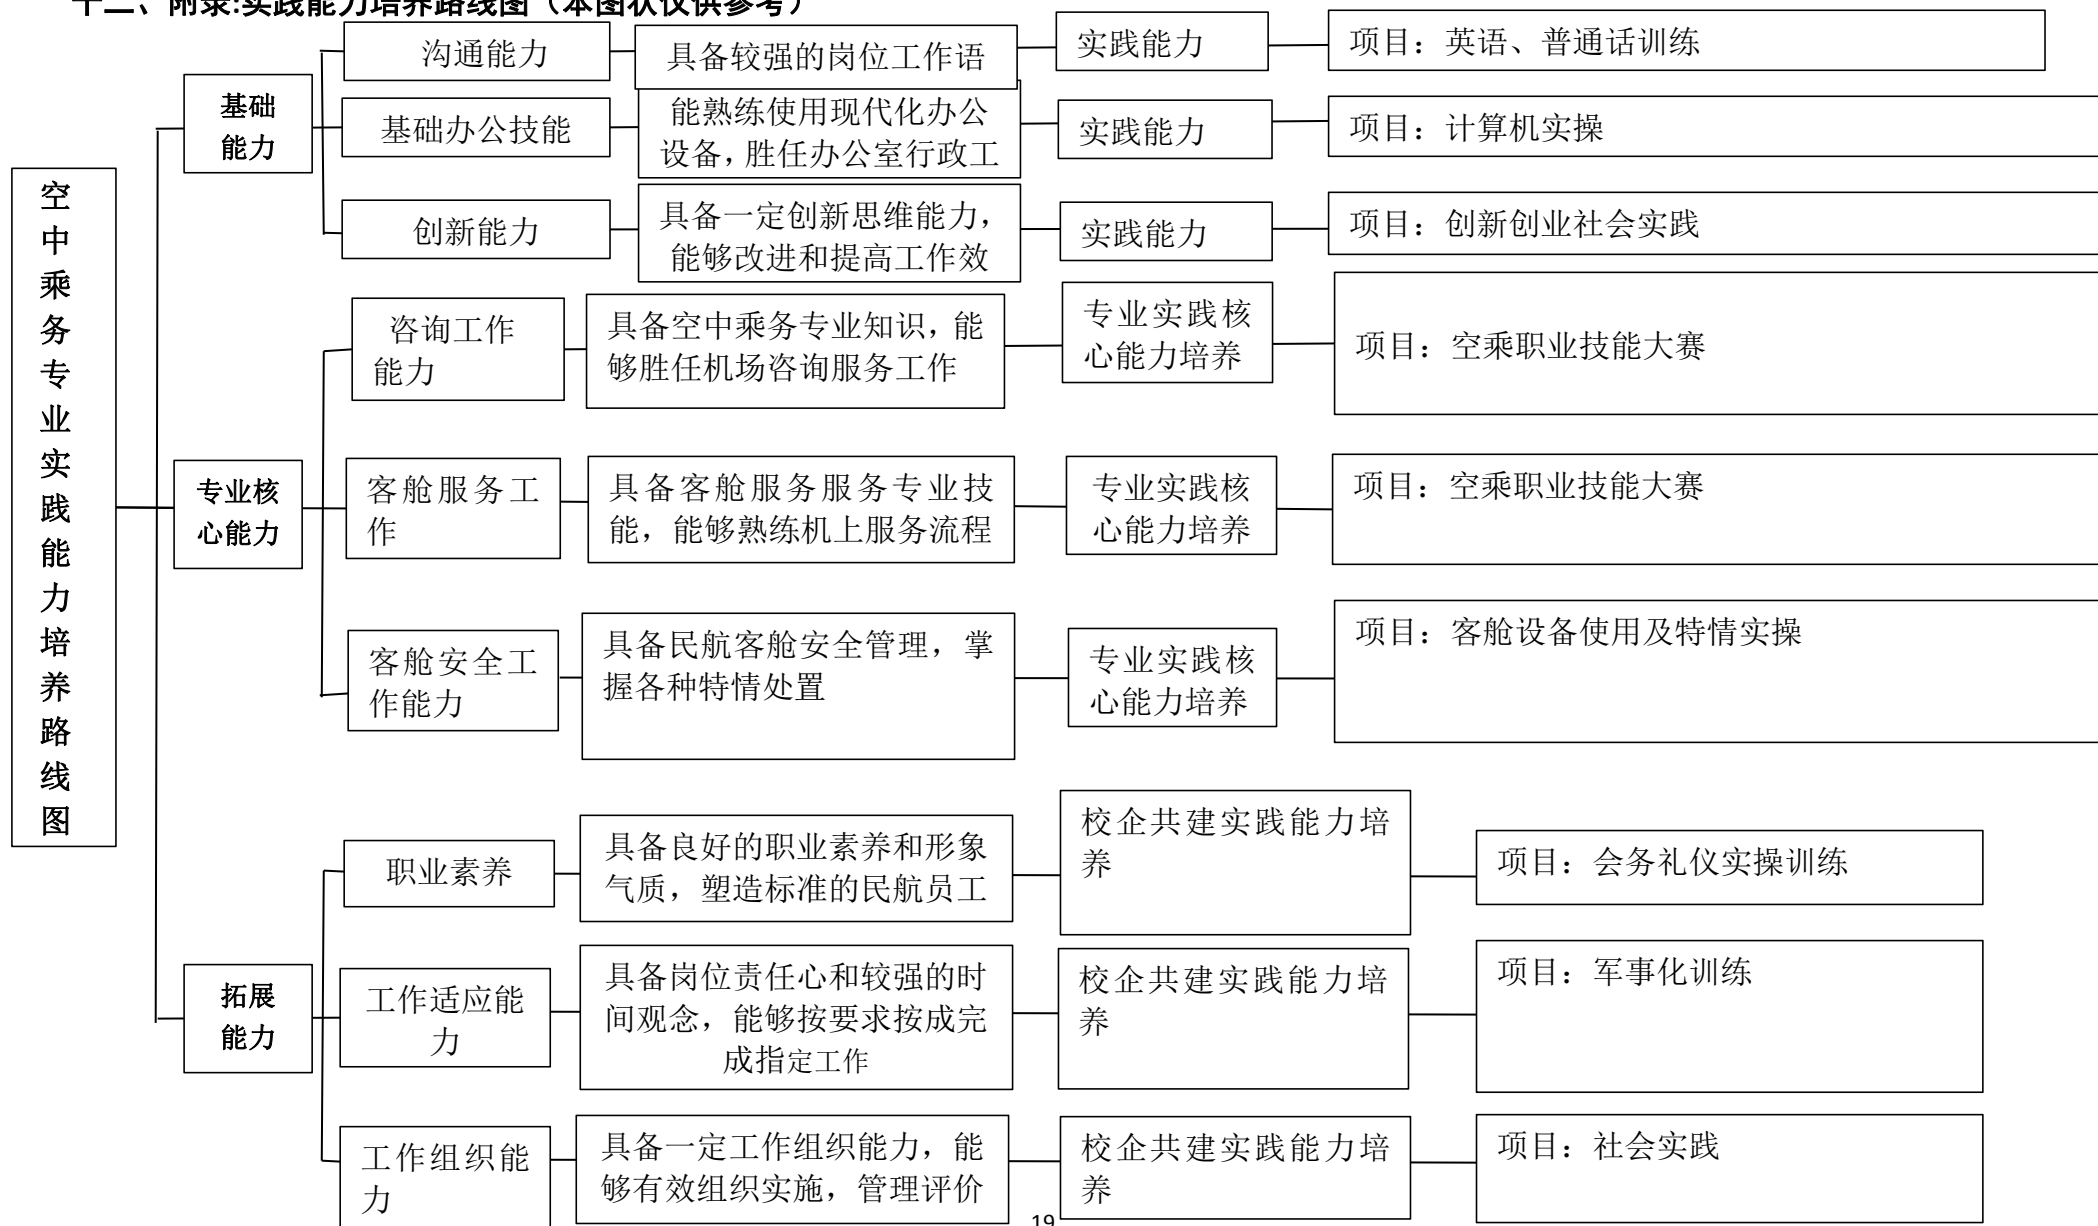 十二、附录:实践能力培养路线图（本图状仅供参考）
空
中
乘
务
专
业
实
践
能
力
培
养
路
线
图
基础
能力
沟通能力
具备较强的岗位工作语
实践能力
项目：英语、普通话训练
基础办公技能
能熟练使用现代化办公
设备，胜任办公室行政工
实践能力
项目：计算机实操
创新能力
具备一定创新思维能力，
能够改进和提高工作效
实践能力
项目：创新创业社会实践
专业核
心能力
咨询工作
能力
具备空中乘务专业知识，能
够胜任机场咨询服务工作
专业实践核
心能力培养
项目：空乘职业技能大赛
客舱服务工
作
具备客舱服务服务专业技
能，能够熟练机上服务流程
专业实践核
心能力培养
项目：空乘职业技能大赛
客舱安全工
作能力
具备民航客舱安全管理，掌
握各种特情处置
专业实践核
心能力培养
项目：客舱设备使用及特情实操
拓展
能力
职业素养
具备良好的职业素养和形象
气质，塑造标准的民航员工
校企共建实践能力培
养
项目：会务礼仪实操训练
工作适应能
力
具备岗位责任心和较强的时
间观念，能够按要求按成完
成指定工作
校企共建实践能力培
养
项目：军事化训练
工作组织能
力
具备一定工作组织能力，能
够有效组织实施，管理评价
校企共建实践能力培
养
项目：社会实践
19